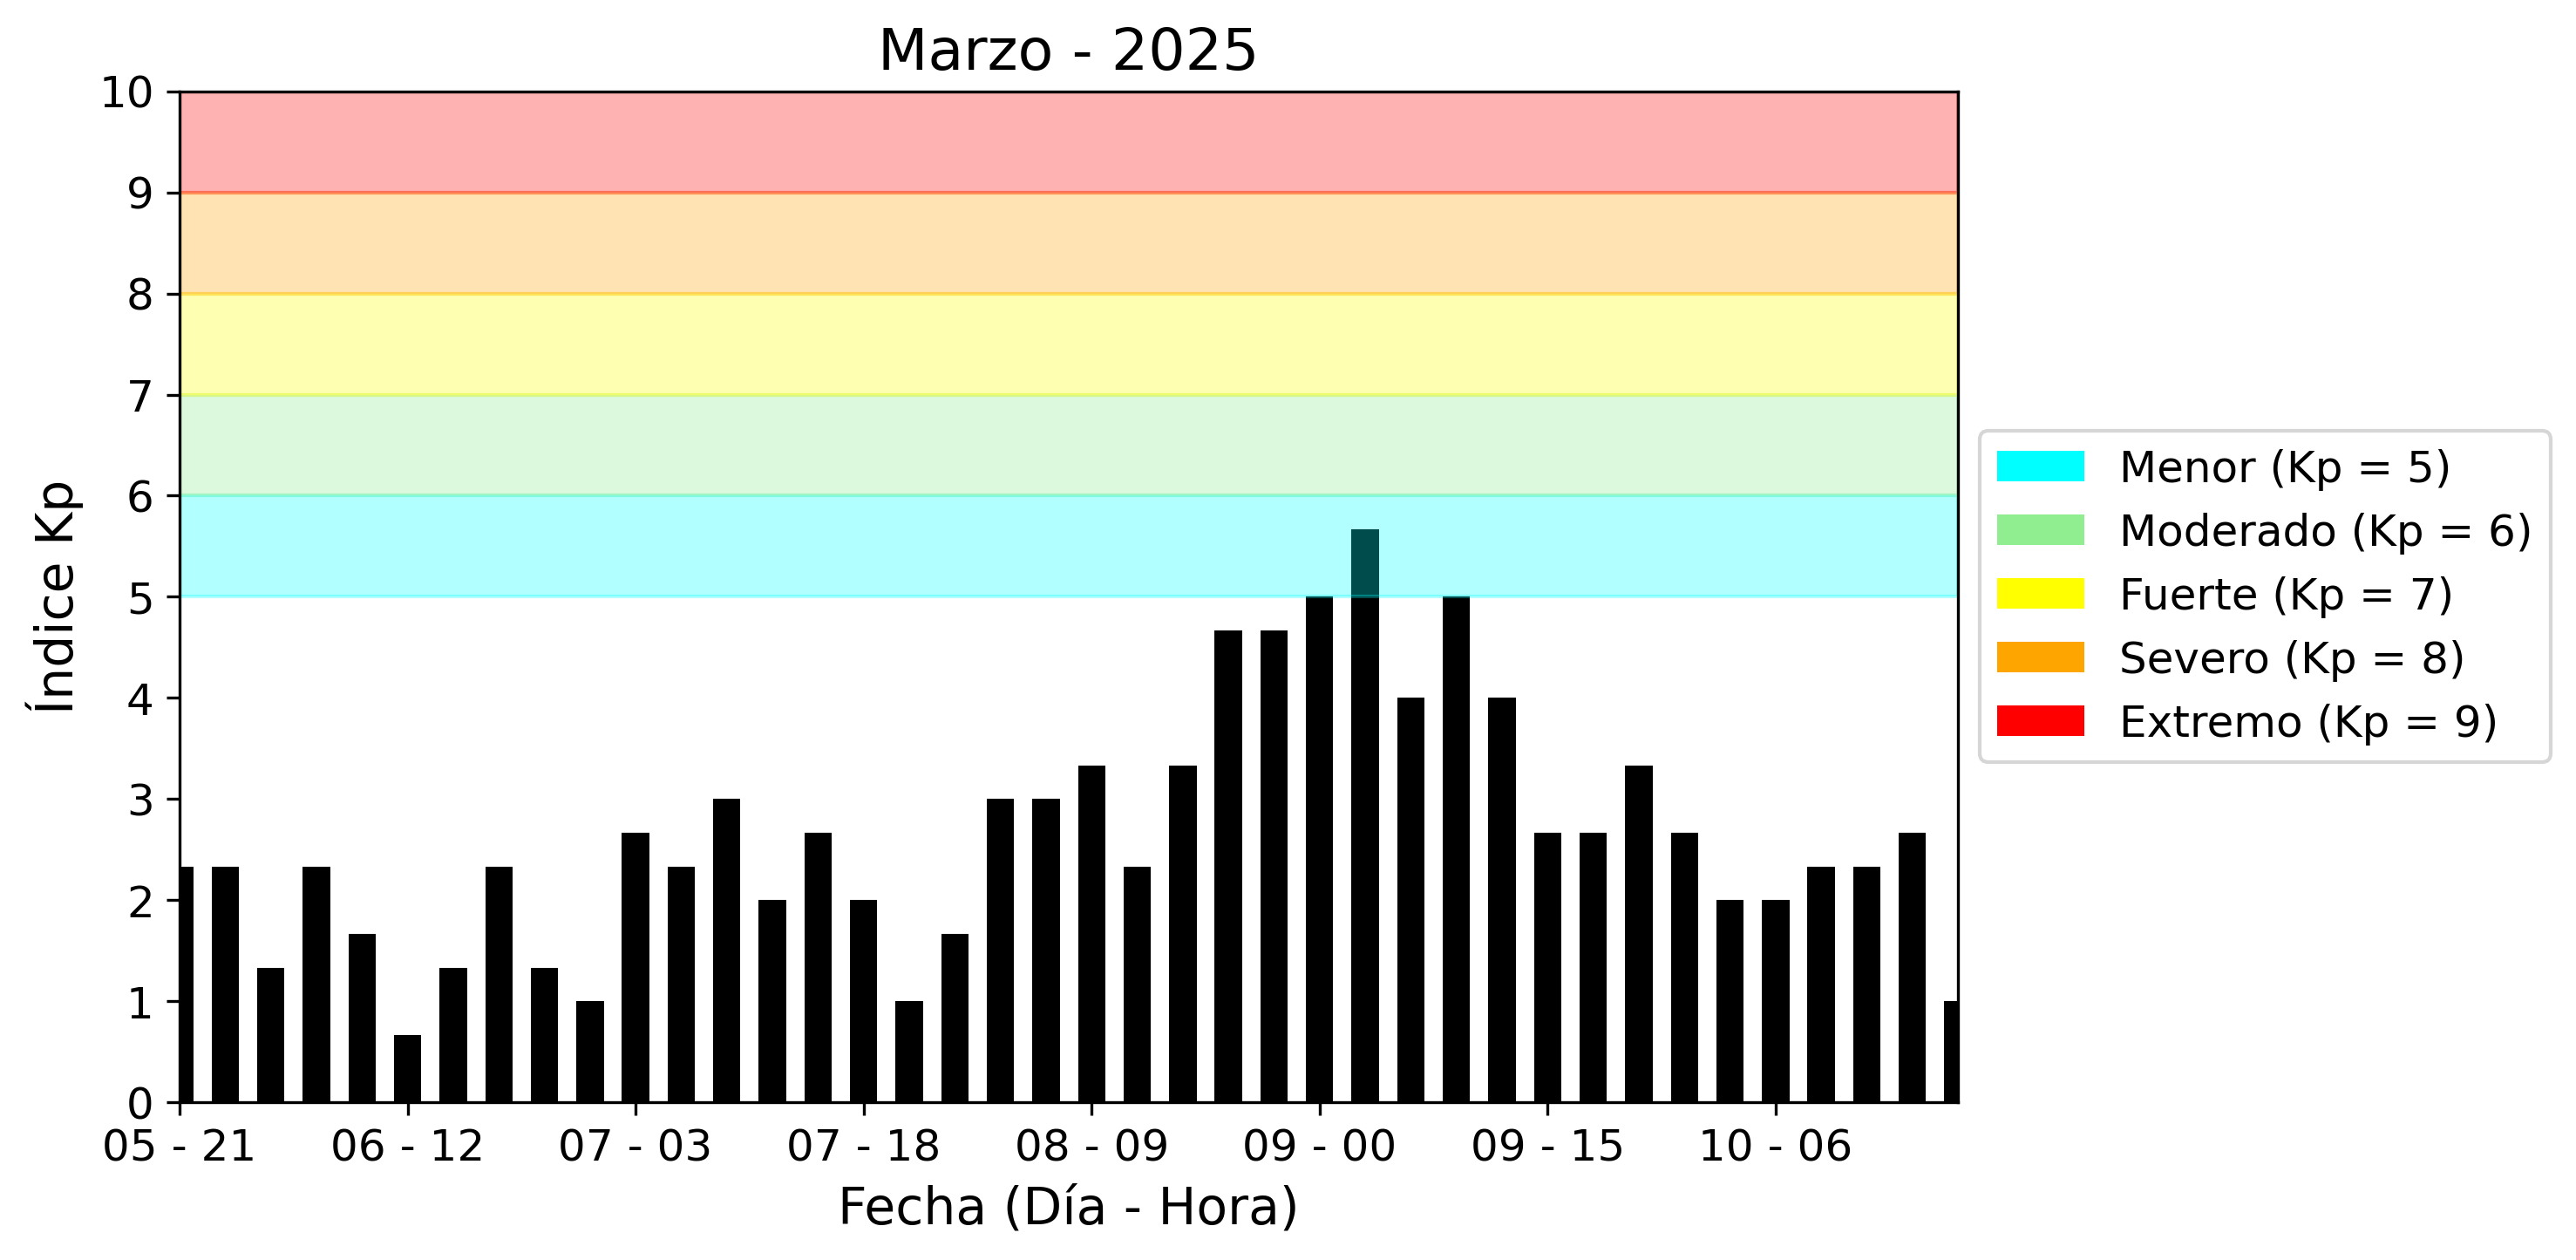 Marzo - 2025
10
9
8
7
6
5
4
3
2
1
0
Índice Kp
05 - 21
06 - 12
07 - 03
07 - 18
08 - 09
09 - 00
09 - 15
10 - 06
Fecha (Día - Hora)
Menor (Kp = 5)
Moderado (Kp = 6)
Fuerte (Kp = 7)
Severo (Kp = 8)
Extremo (Kp = 9)